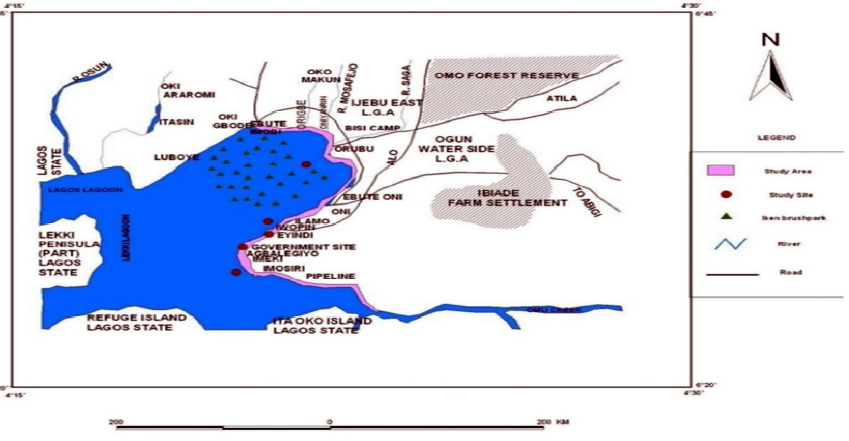 4°15'
4°30'
6°45'
N
R.OSUN
OKI
ARAROMI
ITASIN
OKO
MAKUN
R. MOSAFEJO
R. SAGA
OMO FOREST RESERVE
ATILA
IJEBU EAST
L.G.A
OKI
GBODE
EBUTE
IMOBI
ORIGBE
BISI CAMP
ORUBU
OGUN
WATER SIDE
L.G.A
ALO
LUBOYE
LAGOS
STATE
LAGOS LAGOON
EBUTE ONI
ONI
IBIADE
FARM SETTLEMENT
TO ABIGI
LEKKI
PENISULA
(PART)
LAGOS
STATE
LEKKI LAGOON
ILAMO
IWOPIN
EYINDI
GOVERNMENT SITE
AGBALEGIYO
IMEKI
IMOSIRI
PIPELINE
REFUGE ISLAND
LAGOS STATE
ITA OKO ISLAND
LAGOS STATE
OMU CREEK
LEGEND
Study Area
Study Site
Iken brushpark
River
Road
6°20'
4°15'
4°30'
200
0
200 KM